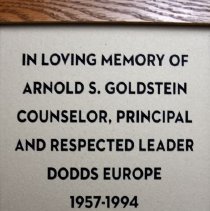 IN LOVING MEMORY OF
ARNOLD S. GOLDSTEIN
COUNSELOR, PRINCIPAL
AND RESPECTED LEADER
DODDS EUROPE
1957-1994